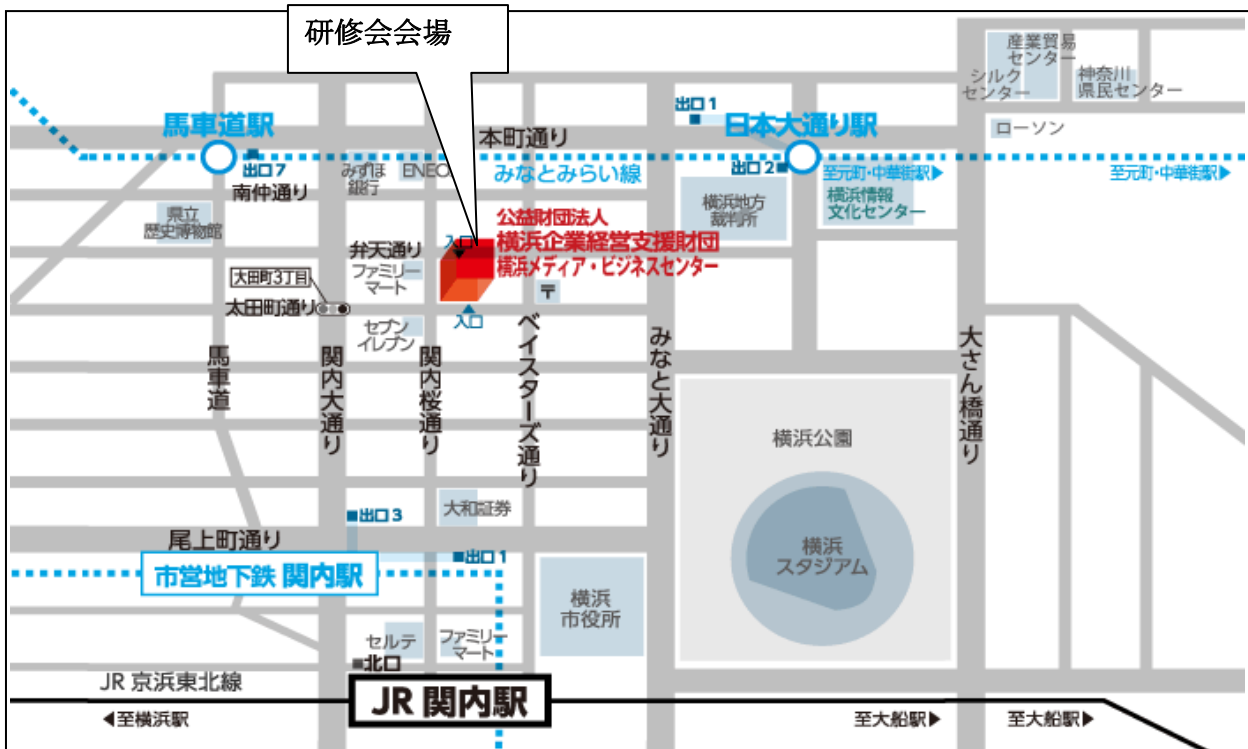 研修会会場
産業貿易
センター
シルク
センター
神奈川
県民センター
ローソン
馬車道駅
出口7
本町通り
出口1
日本大通り駅
出口2
みずほ
銀行
ENEO
みなとみらい線
至元町・中華街駅▶
至元町・中華街駅▶
南仲通り
県立
歴史博物館
横浜地方
裁判所
横浜情報
文化センター
公益財団法人
横浜企業経営支援財団
横浜メディア・ビジネスセンター
入口
弁天通り
ファミリー
マート
大田町3丁目
太田町通り
〒
入口
セブン
イレブン
馬車道
関内大通り
関内桜通り
ベイスターズ通り
みなと大通り
大さん橋通り
横浜公園
横浜
スタジアム
大和証券
出口3
尾上町通り
出口1
市営地下鉄 関内駅
横浜
市役所
セルテ
ファミリー
マート
北口
JR 京浜東北線
JR 関内駅
◀至横浜駅
至大船駅▶
至大船駅▶